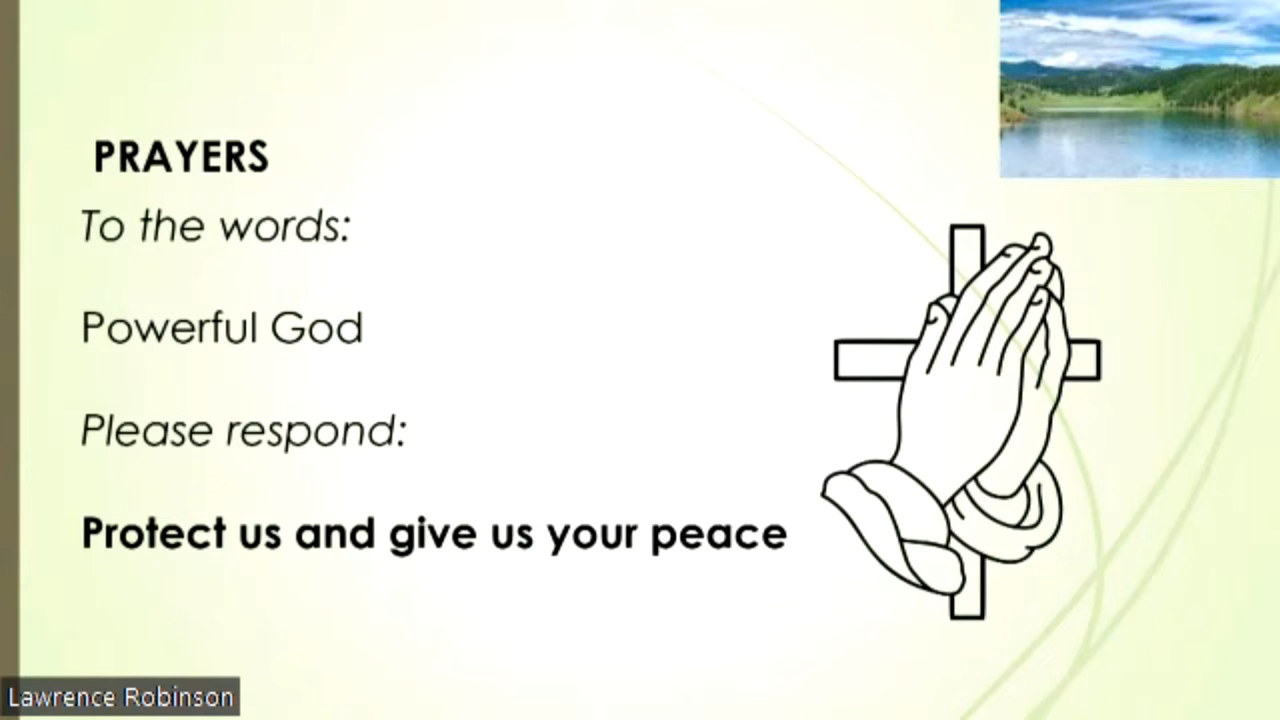 PRAYERS
To the words:
Powerful God
Please respond:
Protect us and give us your peace
Lawrence Robinson